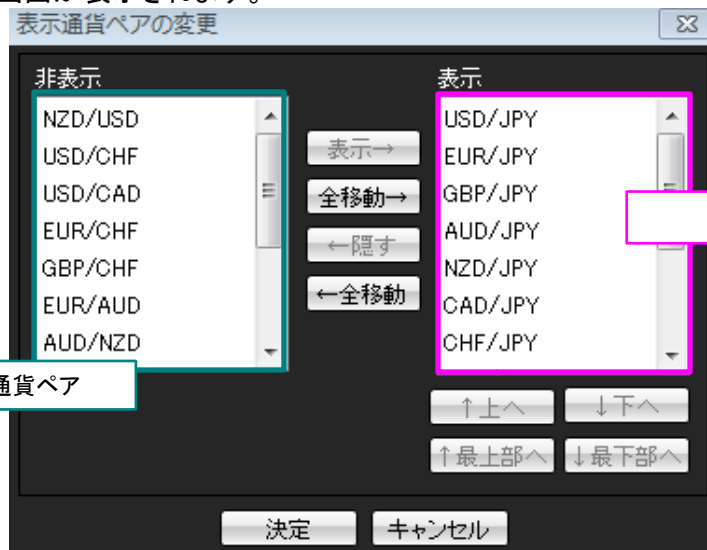 表示通貨ペアの変更
非表示
NZD/USD
USD/CHF
USD/CAD
EUR/CHF
GBP/CHF
EUR/AUD
AUD/NZD
通貨ペア
表示→
全移動→
←隠す
←全移動
表示
USD/JPY
EUR/JPY
GBP/JPY
AUD/JPY
NZD/JPY
CAD/JPY
CHF/JPY
↑上へ
↓下へ
↑最上部へ
↓最下部へ
決定
キャンセル